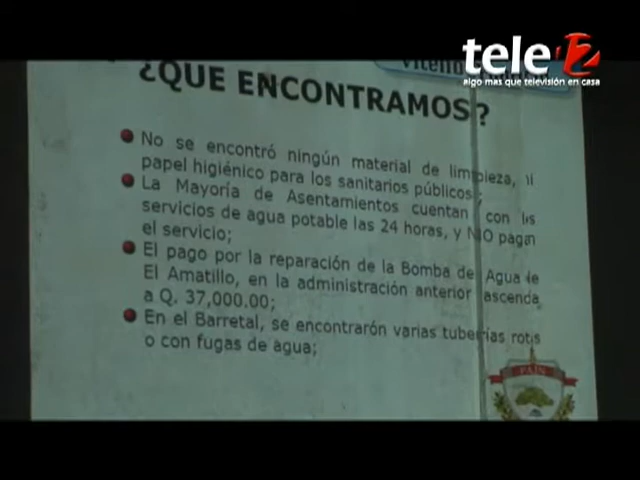 tele
algo mas que televisión en casa
¿QUE ENCONTRAMOS?
No se encontró ningún material de limpieza,
papel higiénico para los sanitarios públicos;
La Mayoría de Asentamientos cuentan con los
servicios de agua potable las 24 horas, y NO pagan
el servicio;
El pago por la reparación de la Bomba de Agua de
El Amatillo, en la administración anterior ascendía
a Q. 37,000.00;
En el Barretal, se encontrarón varias tuberías rotas
o con fugas de agua;